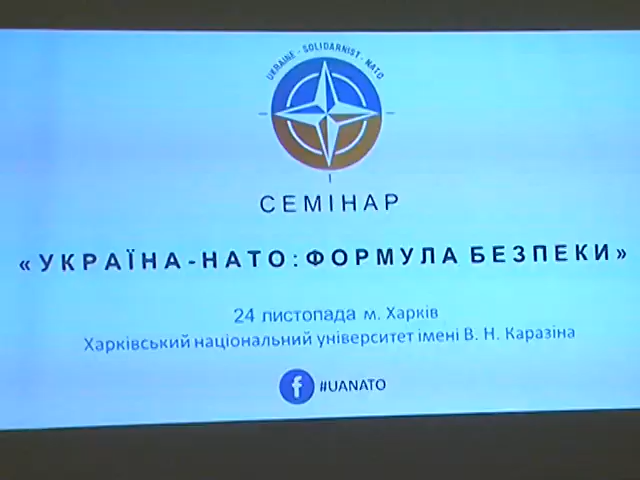 UKRAINE - SOLIDARNIST - NATO
СЕМІНАР
«УКРАЇНА-НАТО:ФОРМУЛА БЕЗПЕКИ»
24 листопада м. Харків
Харківський національний університет імені В. Н. Каразіна
f #UANATO